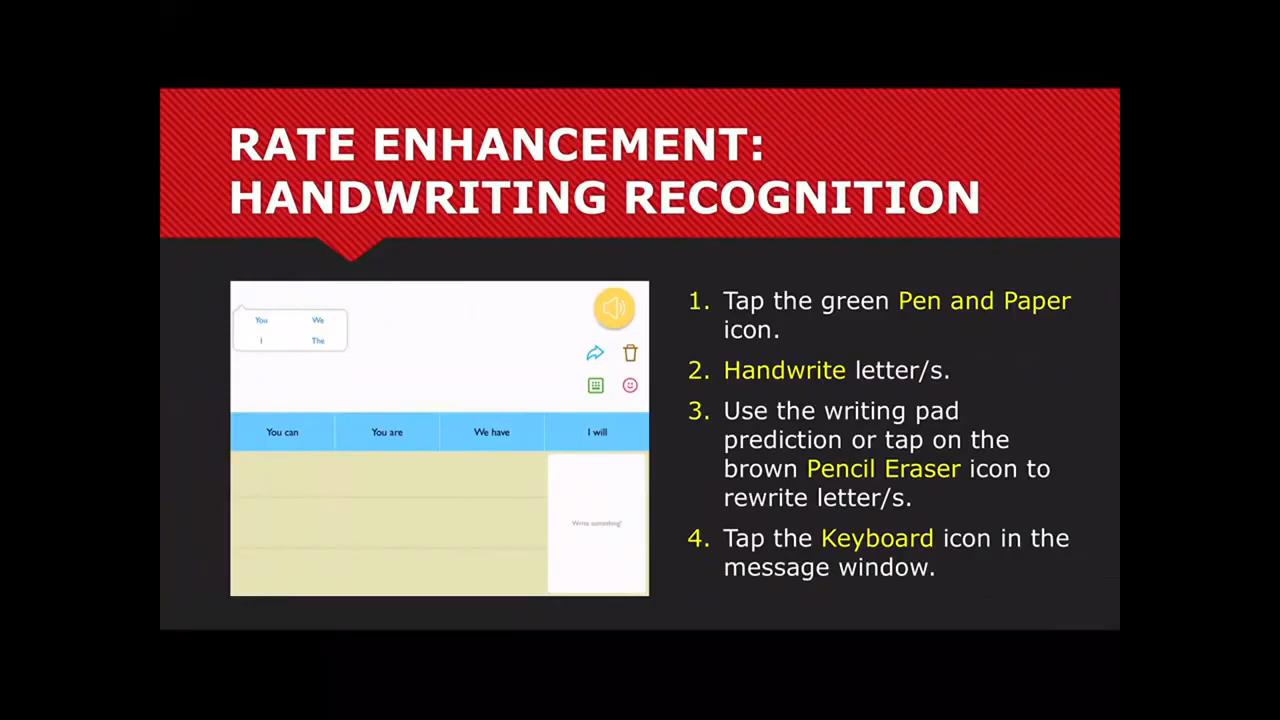 RATE ENHANCEMENT:
HANDWRITING RECOGNITION
You We
I The
You can You are We have I will
Write something!
1. Tap the green Pen and Paper
icon.
2. Handwrite letter/s.
3. Use the writing pad
prediction or tap on the
brown Pencil Eraser icon to
rewrite letter/s.
4. Tap the Keyboard icon in the
message window.